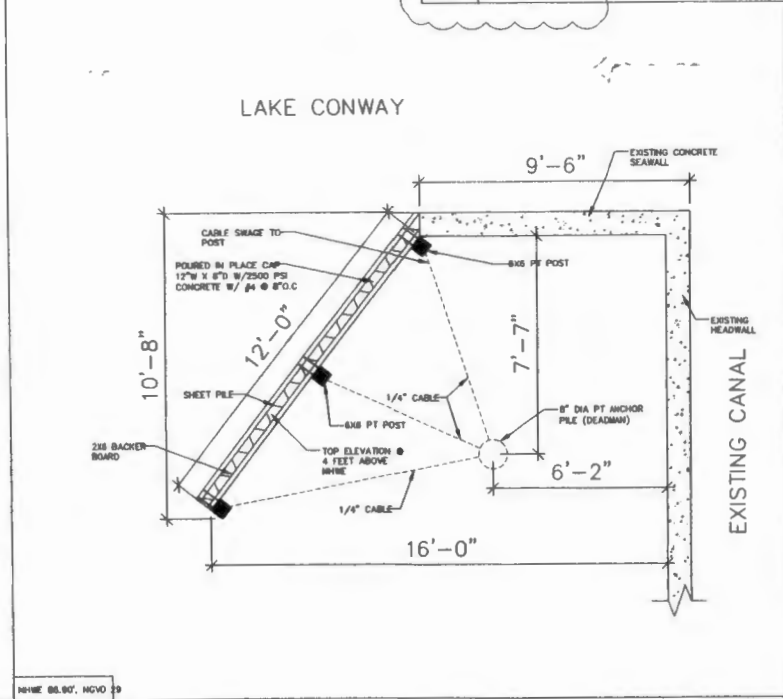 LAKE CONWAY
EXISTING CONCRETE
SEAWALL
9'-6"
CABLE SWAGE TO
POST
6X6 PT POST
POURED IN PLACE CAP
12"W X 8"D W/2500 PSI
CONCRETE W/ #4 @ 8"O.C
12'-0"
10'-8"
7'-7"
EXISTING
HEADWALL
SHEET PILE
1/4" CABLE
8" DIA PT ANCHOR
PILE (DEADMAN)
6X6 PT POST
2X6 BACKER
BOARD
TOP ELEVATION @
4 FEET ABOVE
MHWE
6'-2"
1/4" CABLE
EXISTING CANAL
16'-0"
NGVD 29